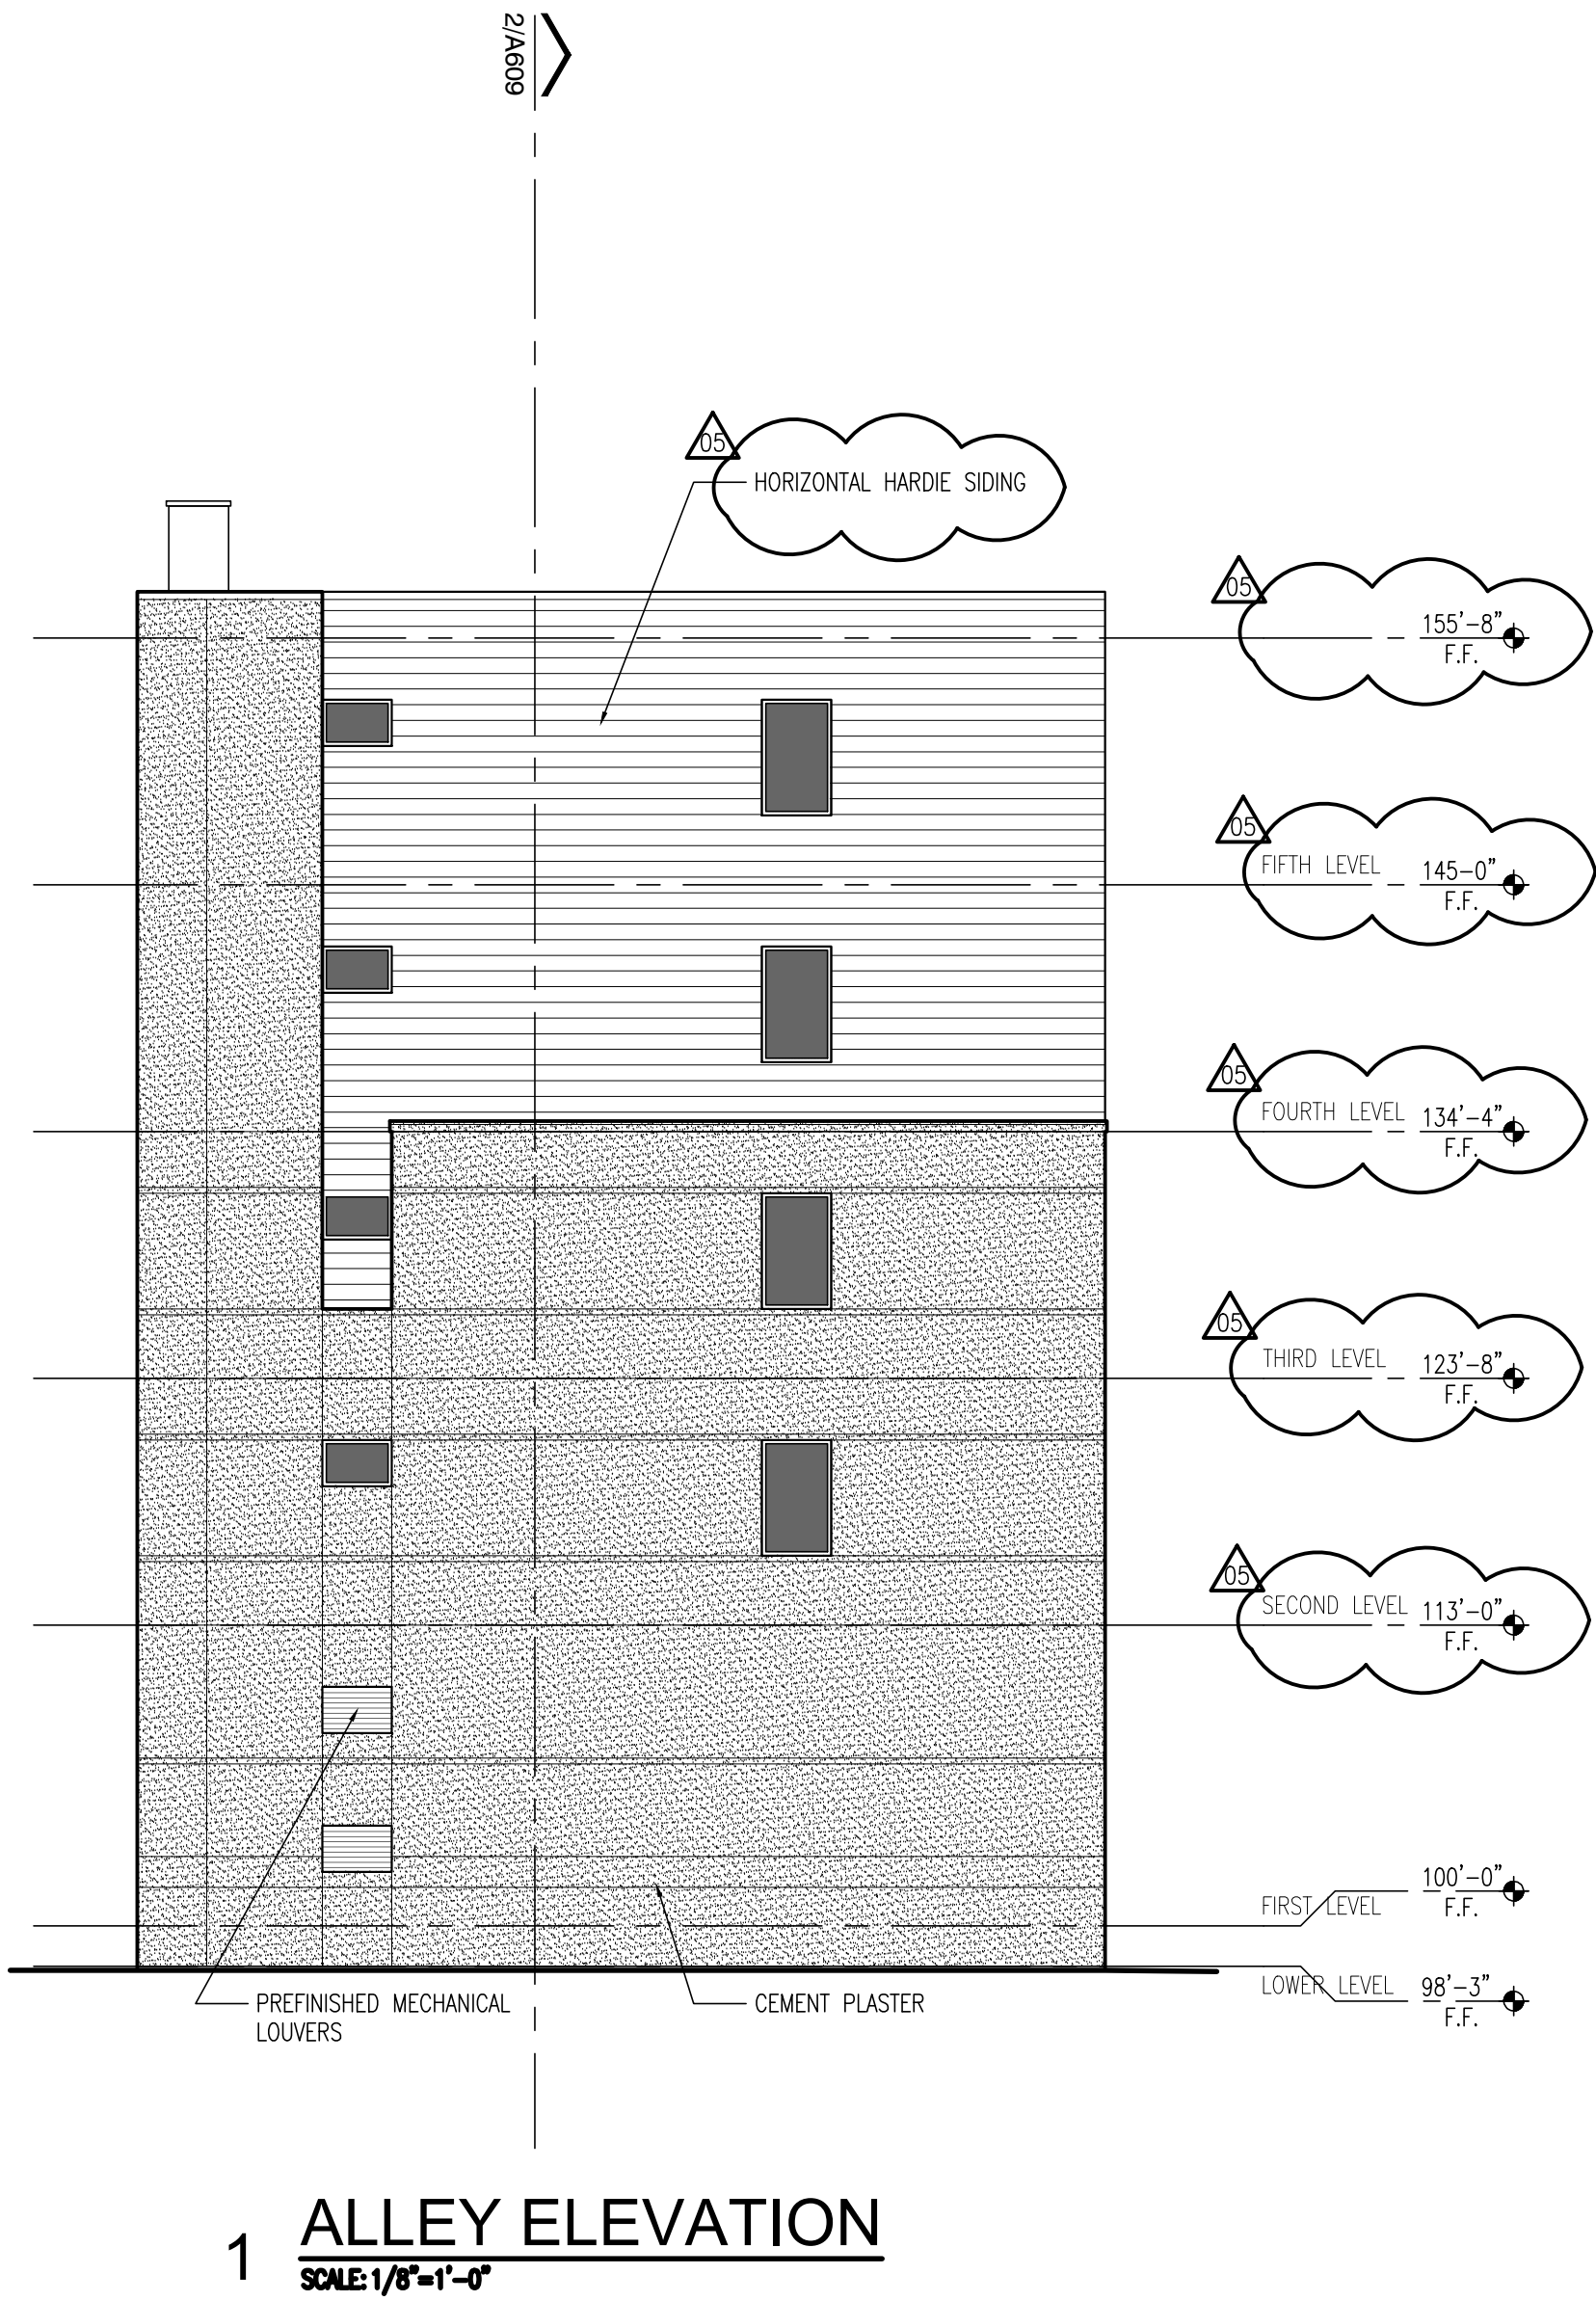 2/A609
05
HORIZONTAL HARDIE SIDING
05
155'-8"
F.F.
05
FIFTH LEVEL 145-0"
F.F.
05
FOURTH LEVEL 134'-4"
F.F.
05
THIRD LEVEL 123'-8"
F.F.
05
SECOND LEVEL 113'-0"
F.F.
100'-0"
FIRST LEVEL F.F.
LOWER LEVEL 98'-3"
F.F.
PREFINISHED MECHANICAL
LOUVERS
CEMENT PLASTER
1 ALLEY ELEVATION
SCALE: 1/8"=1'-0"